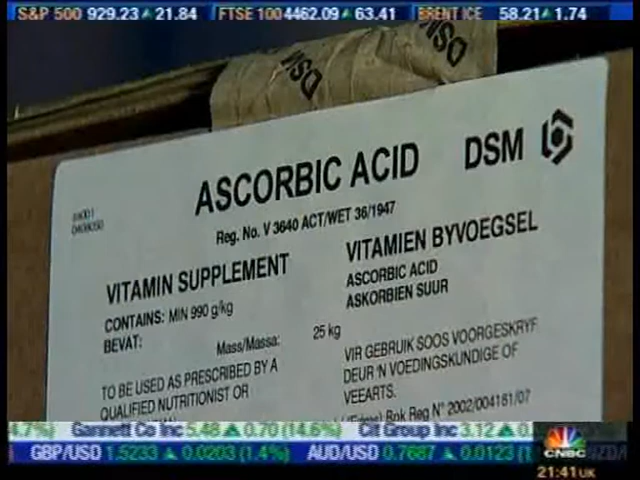 S&P 500 929.23 ▲ 21.84 FTSE 100 4462.09 ▲ 63.41 BRENT ICE 58.21 ▲ 1.74
DSM DSM
ASCORBIC ACID DSM
Reg. No. V 3640 ACT/WET 36/1947
VITAMIN SUPPLEMENT
CONTAINS: MIN 990 g/kg
BEVAT:
Mass/Massa: 25 kg
TO BE USED AS PRESCRIBED BY A
QUALIFIED NUTRITIONIST OR
VITAMIEN BYVOEGSEL
ASCORBIC ACID
ASKORBIEN SUUR
VIR GEBRUIK SOOS VOORGESKRYF
DEUR 'N VOEDINGSKUNDIGE OF
VEEARTS.
Bpk Reg N° 2002/004181/07
4.7%) Gannett Co Inc 5.48 ▲ 0.70 (14.6%) Citi Group Inc 3.12 ▲
GBP/USD 1.5233 ▲ 0.0203 (1.4%) AUD/USD 0.7687 ▲ 0.0123
CNBC
21:41 UK